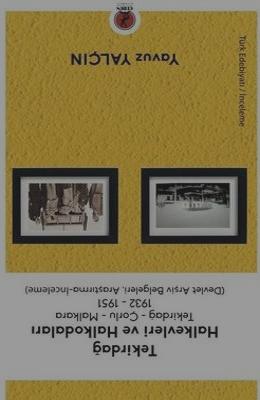 Tekirdağ
Halkevleri ve Halkodaları
Tekirdağ - Çorlu - Malkara
1932 - 1951
(Devlet Arşiv Belgeleri, Araştırma-İnceleme)
Yavuz YALÇIN
Türk Edebiyatı / İnceleme